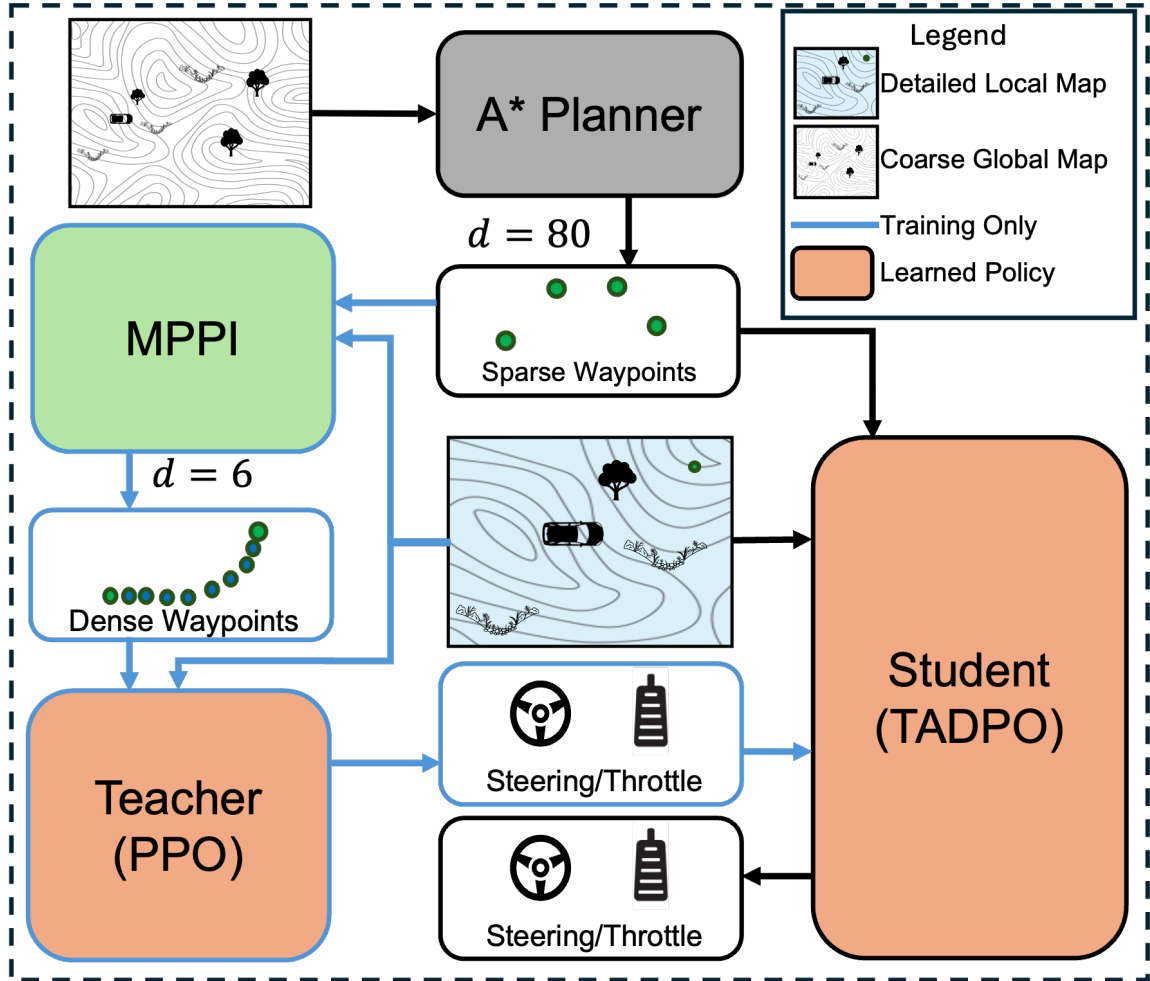 A* Planner
Legend
Detailed Local Map
Coarse Global Map
Training Only
Learned Policy
d = 80
MPPI
Sparse Waypoints
d = 6
Dense Waypoints
Teacher
(PPO)
Steering/Throttle
Student
(TADPO)
Steering/Throttle